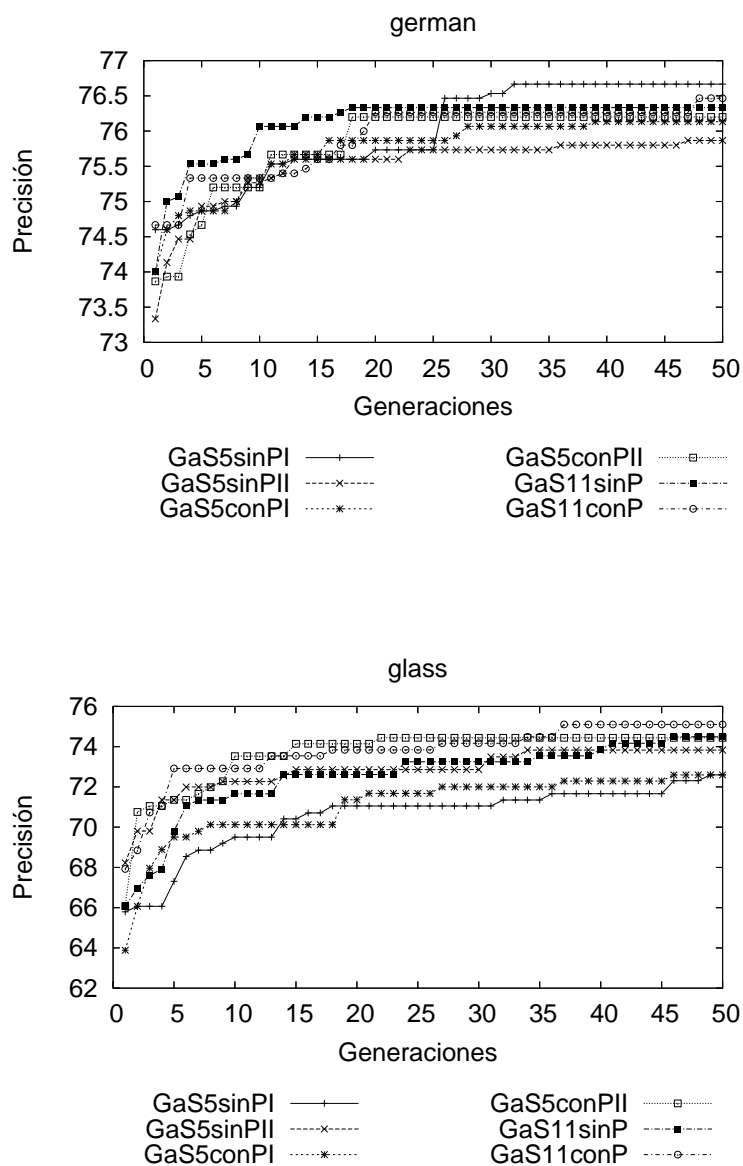 german
77
76.5
76
75.5
75
74.5
74
73.5
73
0 5 10 15 20 25 30 35 40 45 50
Precisión
Generaciones
GaS5sinPI GaS5conPII
GaS5sinPII GaS11sinP
GaS5conPI GaS11conP
glass
76
74
72
70
68
66
64
62
0 5 10 15 20 25 30 35 40 45 50
Precisión
Generaciones
GaS5sinPI GaS5conPII
GaS5sinPII GaS11sinP
GaS5conPI GaS11conP